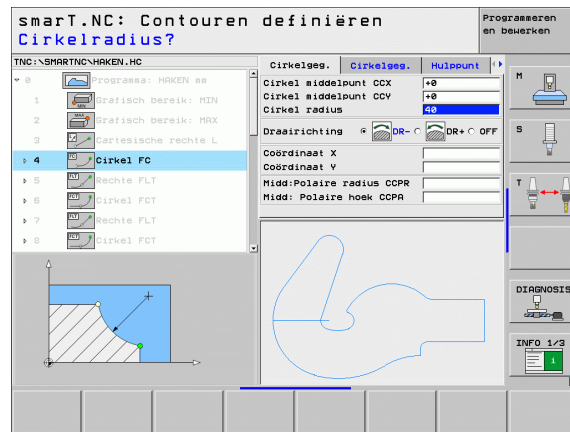 smarT.NC: Contouren definiëren
Cirkelradius?
Programmeren
en bewerken
TNC:\SMARTNC\HAKEN.HC
0 Programma: HAKEN mm
1 Grafisch bereik: MIN
2 Grafisch bereik: MAX
3 Cartesische rechte L
4 Cirkel FC
5 Rechte FLT
6 Cirkel FCT
7 Rechte FLT
8 Cirkel FCT
Cirkelgeg. Cirkelgeg. Hulppunt
Cirkel middelpunt CCX +0
Cirkel middelpunt CCY +0
Cirkel radius 40
Draairichting DR- DR+ OFF
Coördinaat X
Coördinaat Y
Midd:Polaire radius CCPR
Midd: Polaire hoek CCPA
M
S
T
DIAGNOSIS
INFO 1/3